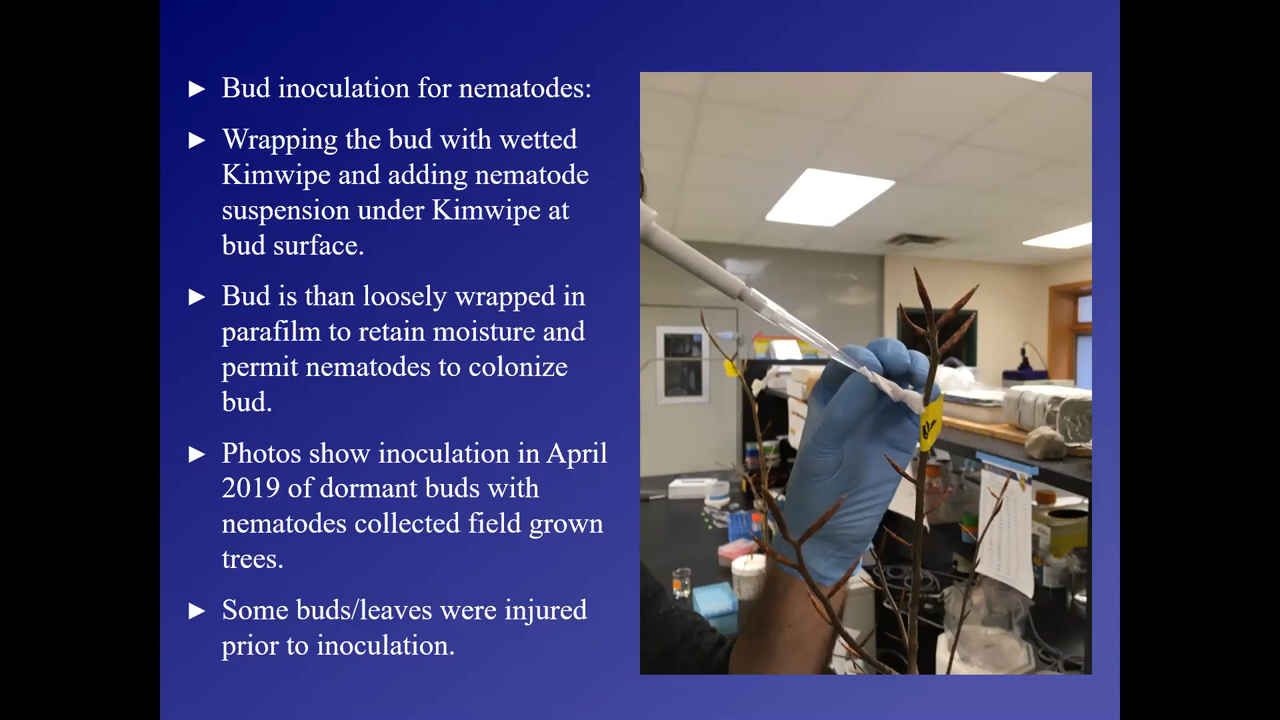 ► Bud inoculation for nematodes:
► Wrapping the bud with wetted
Kimwipe and adding nematode
suspension under Kimwipe at
bud surface.
► Bud is than loosely wrapped in
parafilm to retain moisture and
permit nematodes to colonize
bud.
► Photos show inoculation in April
2019 of dormant buds with
nematodes collected field grown
trees.
► Some buds/leaves were injured
prior to inoculation.